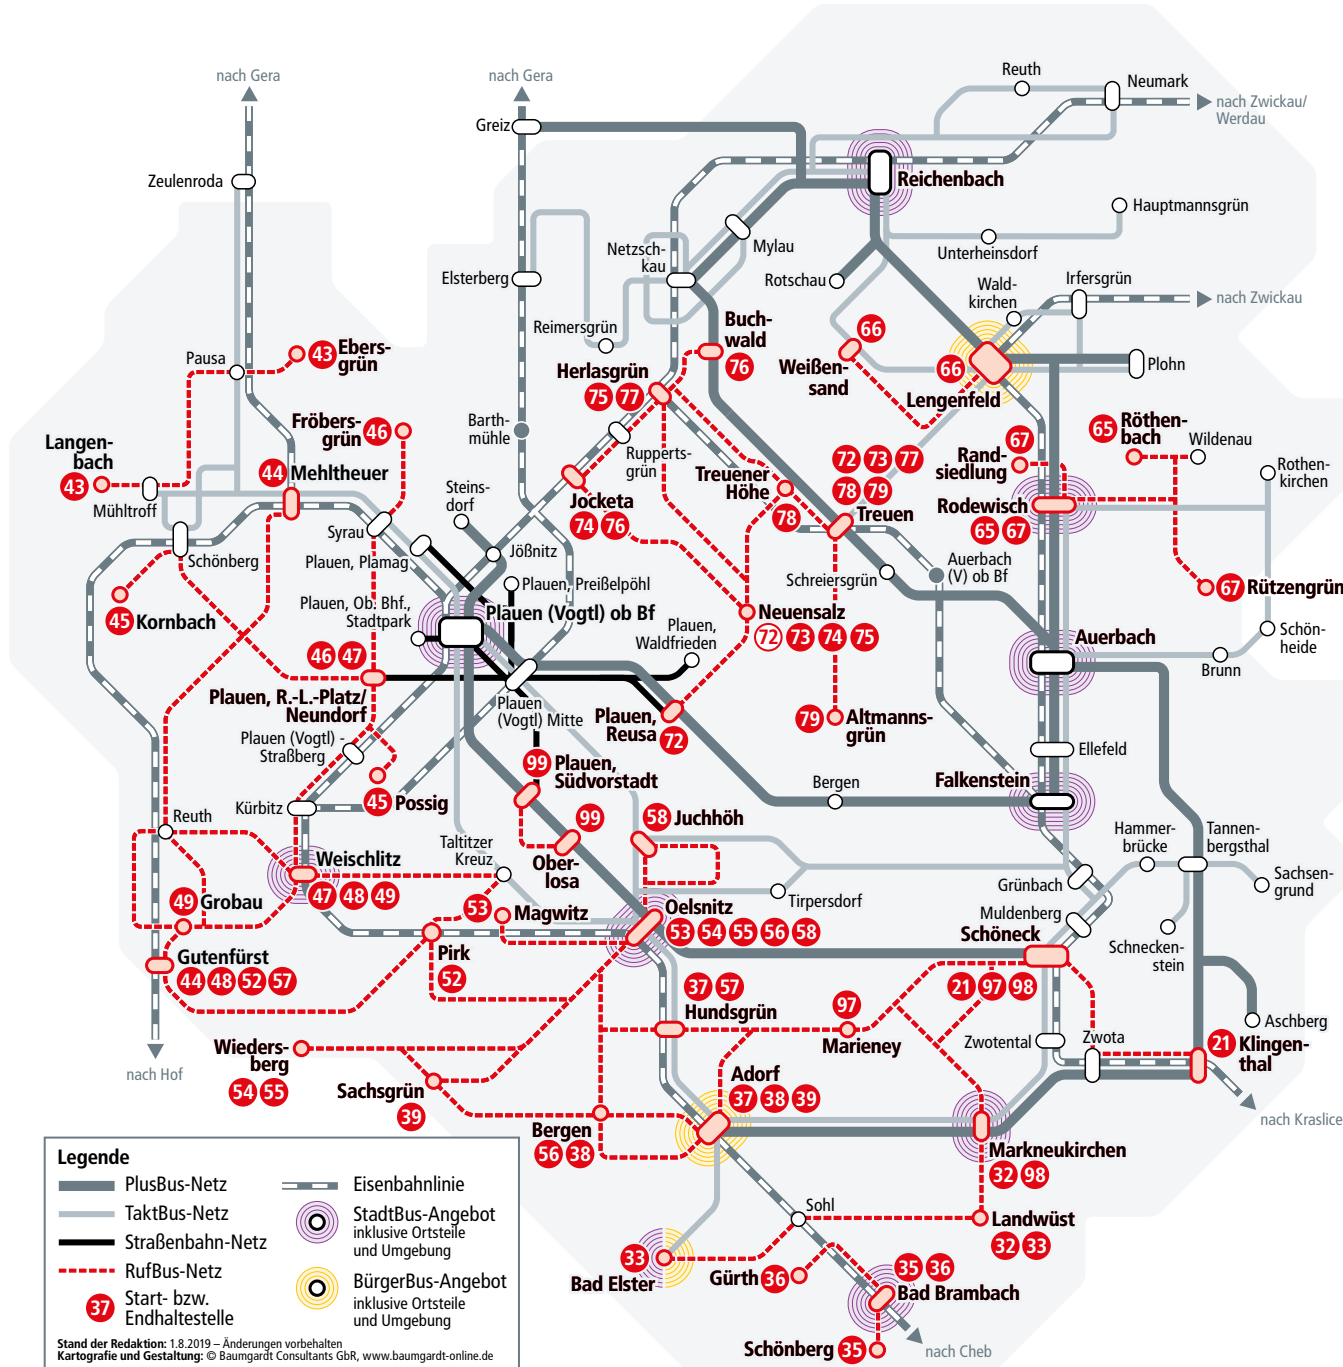 nach Gera
nach Gera
Reuth
Neumark
nach Zwickau/
Werdau
Greiz
Zeulenroda
Reichenbach
Hauptmannsgrün
Unterheinsdorf
Mylau
Netzsch-
kau
Elsterberg
Rotschau
Wald-
kirchen
Irfersgrün
nach Zwickau
Reimersgrün
Buch-
wald
76
66
Weißen-
sand
66
Lengenfeld
Plohn
Pausa
43 Ebers-
grün
Herlasgrün
75 77
Fröbers-
grün 46
Barth-
mühle
Rupperts-
grün
Langen-
bach
43
44 Mehltheuer
Mühltroff
Steins-
dorf
Jocketa
74 76
Treuener
Höhe
78
72 73 77
78 79
Treuen
67
Rand-
siedlung
65 Röthen-
bach
Wildenau
Rothen-
kirchen
Rodewisch
65 67
Syrau
Schönberg
Plauen, Plamag
Jößnitz
Plauen, Preißelpöhl
Schreiersgrün
Auerbach
(V) ob Bf
67 Rützengrün
45 Kornbach
Plauen, Ob. Bhf.,
Stadtpark
Plauen (Vogtl) ob Bf
Plauen,
Waldfrieden
Neuensalz
72 73 74 75
Auerbach
Schön-
heide
Brunn
46 47
Plauen, R.-L.-Platz/
Neundorf
Plauen
(Vogtl) Mitte
Plauen,
Reusa
72
79 Altmanns-
grün
Plauen (Vogtl) -
Straßberg
Ellefeld
99 Plauen,
Südvorstadt
Bergen
Falkenstein
45 Possig
Kürbitz
Reuth
Taltitzer
Kreuz
99
Ober-
losa
58 Juchhöh
Hammer-
brücke
Tannen-
bergsthal
Sachsen-
grund
Grünbach
Weischlitz
47 48 49
Tirpersdorf
49 Grobau
53 Magwitz
Oelsnitz
53 54 55 56 58
Muldenberg
Schöneck
Schnecken-
stein
Pirk
52
Gutenfürst
44 48 52 57
21 97 98
37 57
Hundsgrün
97
Marieney
Aschberg
Zwotental
Zwota
21 Klingen-
thal
nach Hof
Wieders-
berg
54 55
Sachsgrün
39
Adorf
37 38 39
nach Kraslice
Bergen
56 38
Markneukirchen
32 98
Sohl
Landwüst
32 33
33
Bad Elster
Gürth 36
35 36
Bad Brambach
Schönberg 35
nach Cheb
Legende
PlusBus-Netz
TaktBus-Netz
Straßenbahn-Netz
RufBus-Netz
37 Start- bzw.
Endhaltestelle
Eisenbahnlinie
StadtBus-Angebot
inklusive Ortsteile
und Umgebung
BürgerBus-Angebot
inklusive Ortsteile
und Umgebung
Stand der Redaktion: 1.8.2019 – Änderungen vorbehalten
Kartografie und Gestaltung: © Baumgardt Consultants GbR, www.baumgardt-online.de